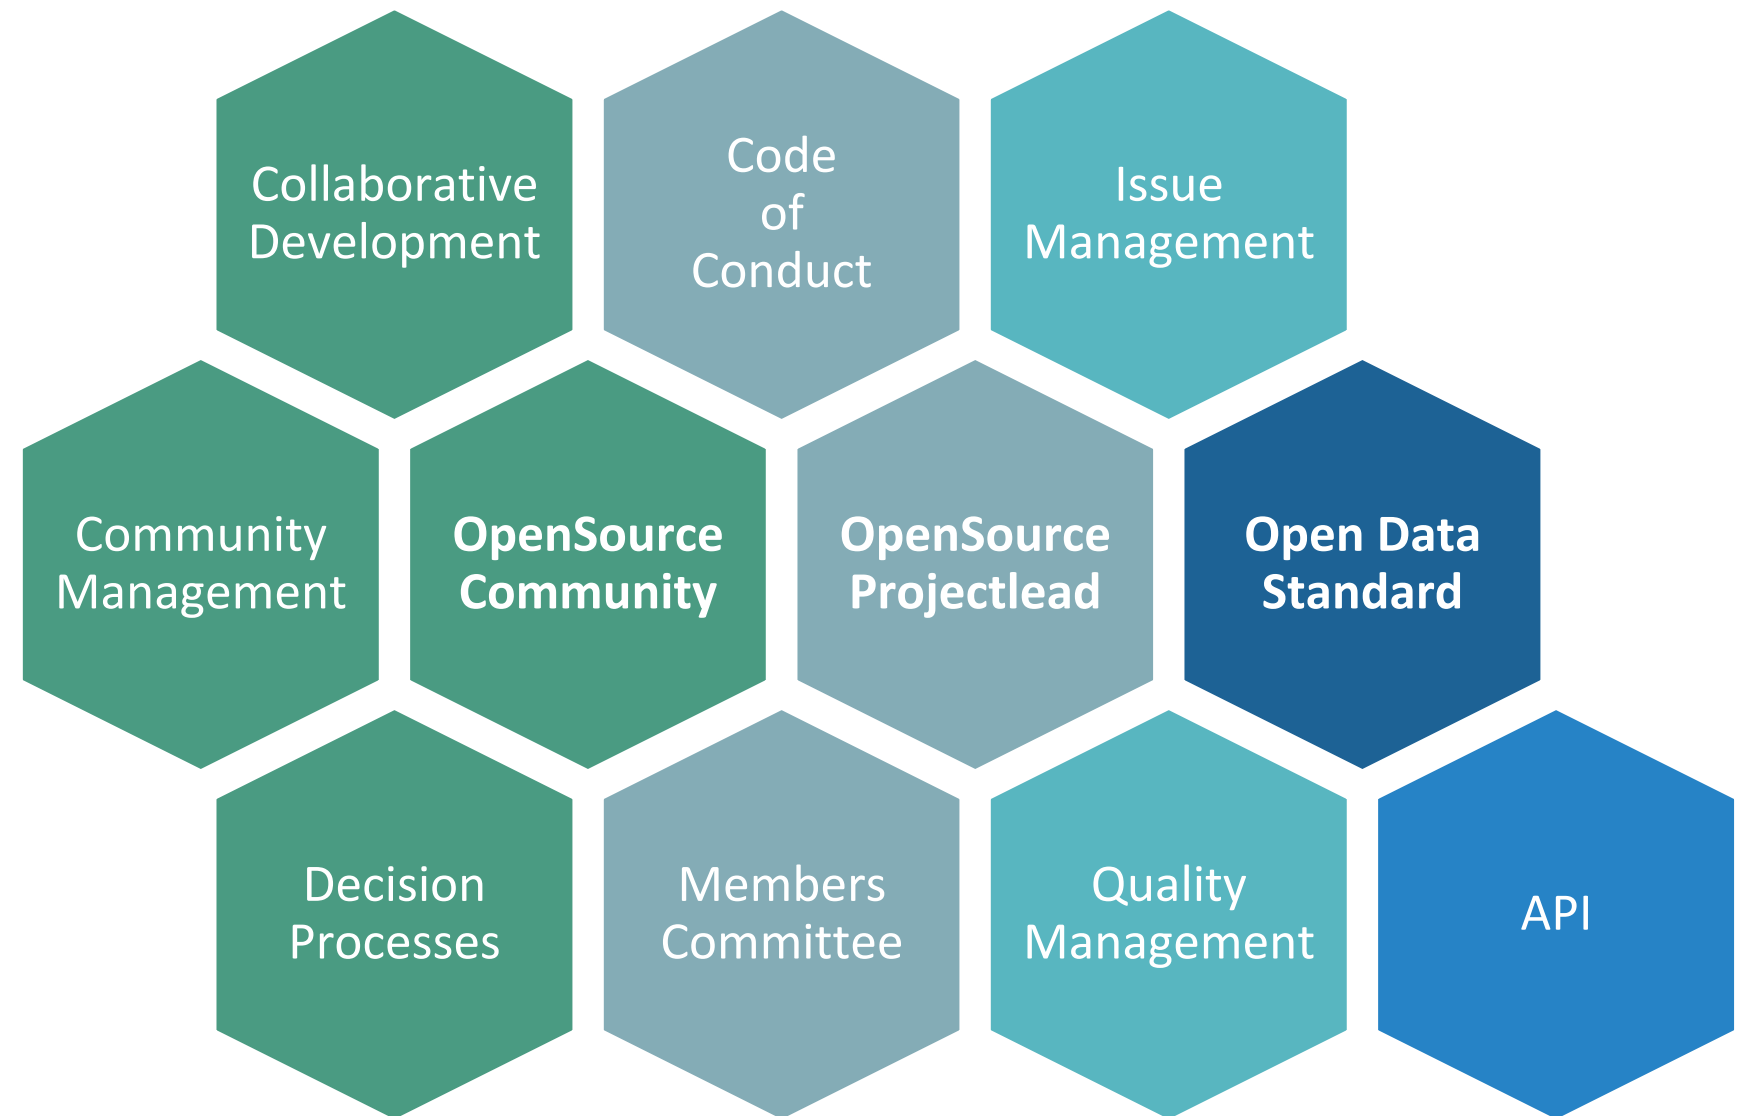 Collaborative
Development
Code
of
Conduct
Issue
Management
Community
Management
OpenSource
Community
OpenSource
Projectlead
Open Data
Standard
Decision
Processes
Members
Committee
Quality
Management
API